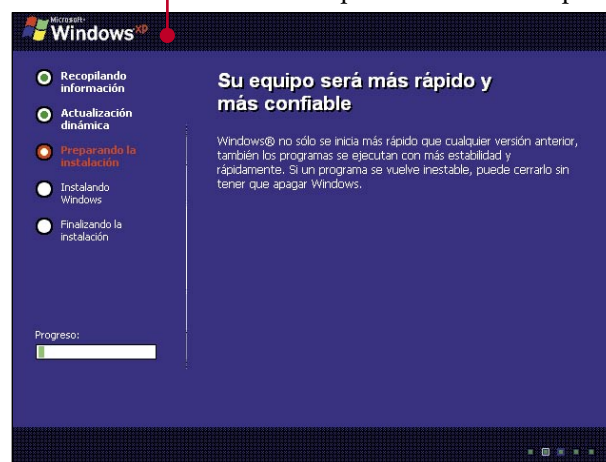 Microsoft®
Windows xp
Recopilando
información
Actualización
dinámica
Preparando la
instalación
Instalando
Windows
Finalizando la
instalación
Progreso:
Su equipo será más rápido y
más confiable
Windows® no sólo se inicia más rápido que cualquier versión anterior,
también los programas se ejecutan con más estabilidad y
rápidamente. Si un programa se vuelve inestable, puede cerrarlo sin
tener que apagar Windows.